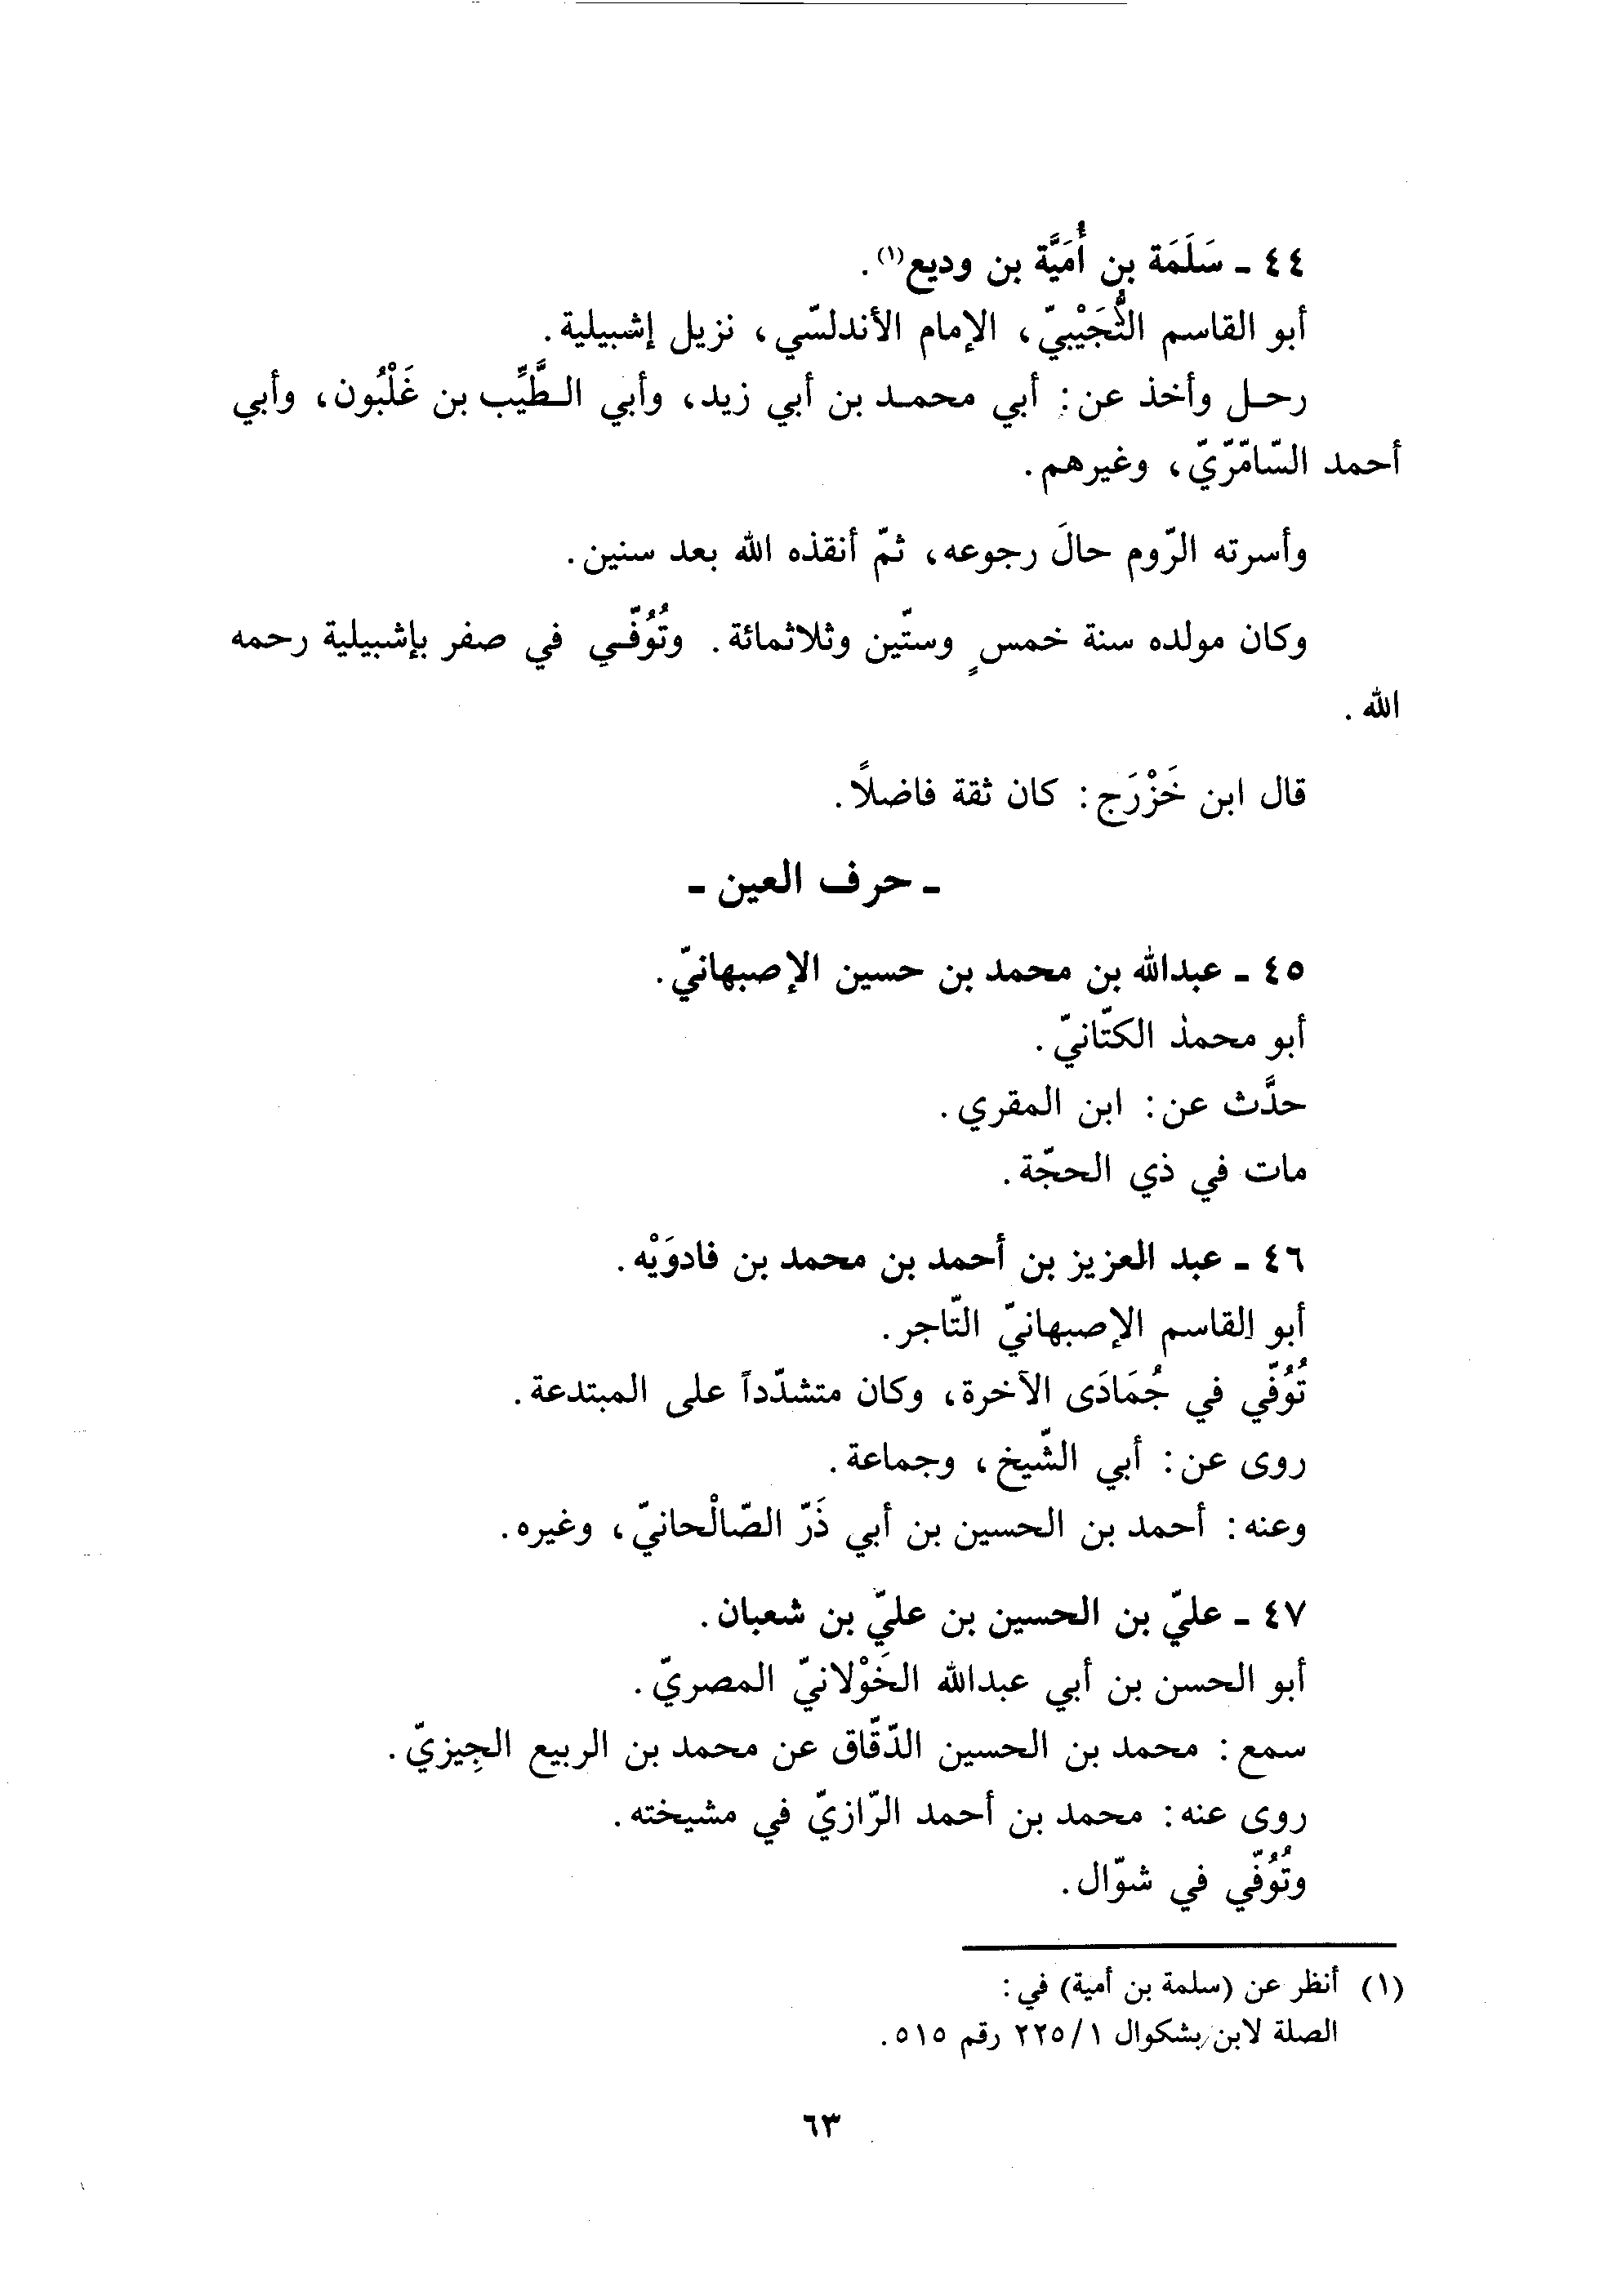 ٤٤ - سَلَمَة بن أُمَيَّة بن وديع(١).
أبو القاسم التُّجَيْبيّ، الإمام الأندلسّي، نزيل إشبيلية.
رحل وأخذ عن: أبي محمد بن أبي زيد، وأبي الطَّيِّب بن غَلْبُون، وأبي
أحمد السّامّرّيّ، وغيرهم.
وأسرته الرّوم حالَ رجوعه، ثمّ أنقذه الله بعد سنين.
وكان مولده سنة خمسٍ وستّين وثلاثمائة. وتُوُفّي في صفر بإشبيلية رحمه
الله.
قال ابن خَزْرَج: كان ثقة فاضلاً.
- حرف العين -
٤٥ - عبدالله بن محمد بن حسين الإصبهانيّ.
أبو محمد الكتّانيّ.
حدَّث عن: ابن المقري.
مات في ذي الحجّة.
٤٦ - عبد العزيز بن أحمد بن محمد بن فادوَيْه.
أبو القاسم الإصبهانيّ التّاجر.
تُوُفّي في جُمَادَى الآخرة، وكان متشدّداً على المبتدعة.
روى عن: أبي الشّيخ، وجماعة.
وعنه: أحمد بن الحسين بن أبي ذَرّ الصّالْحانيّ، وغيره.
٤٧ - عليّ بن الحسين بن عليّ بن شعبان.
أبو الحسن بن أبي عبدالله الخَوْلانيّ المصريّ.
سمع: محمد بن الحسين الدّقّاق عن محمد بن الربيع الجِيزيّ.
روى عنه: محمد بن أحمد الرّازيّ في مشيخته.
وتُوُفّي في شوّال.
(١) أنظر عن (سلمة بن أمية) في:
الصلة لابن بشكوال ٢٢٥/١ رقم ٥١٥.
٦٣